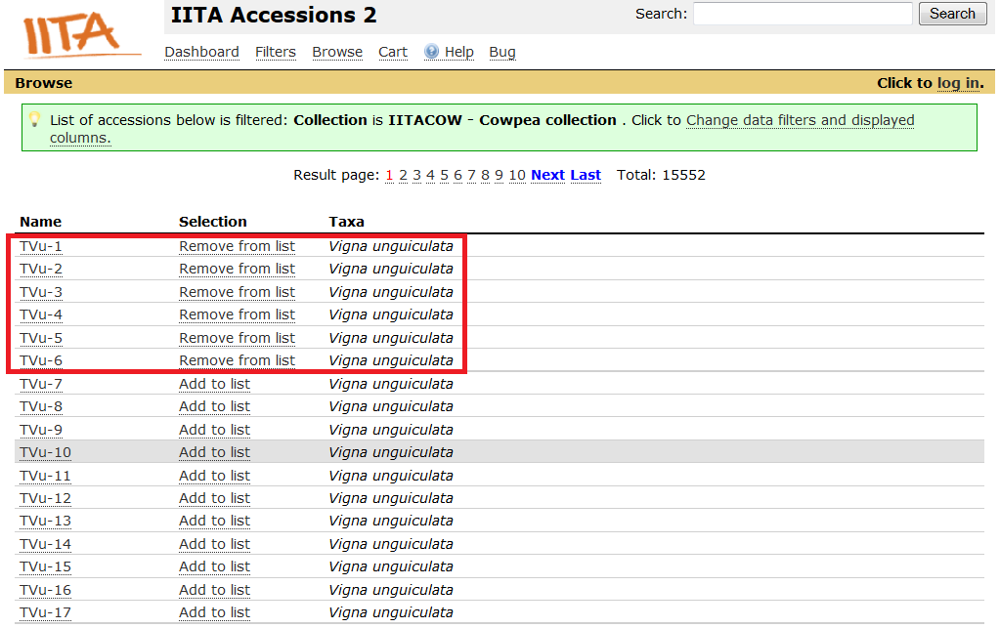 IITA
IITA Accessions 2
Search: Search
Dashboard Filters Browse Cart Help Bug
Browse Click to log in.
List of accessions below is filtered: Collection is IITACOW - Cowpea collection . Click to Change data filters and displayed
columns.
Result page: 1 2 3 4 5 6 7 8 9 10 Next Last Total: 15552
Name Selection Taxa
TVu-1 Remove from list Vigna unguiculata
TVu-2 Remove from list Vigna unguiculata
TVu-3 Remove from list Vigna unguiculata
TVu-4 Remove from list Vigna unguiculata
TVu-5 Remove from list Vigna unguiculata
TVu-6 Remove from list Vigna unguiculata
TVu-7 Add to list Vigna unguiculata
TVu-8 Add to list Vigna unguiculata
TVu-9 Add to list Vigna unguiculata
TVu-10 Add to list Vigna unguiculata
TVu-11 Add to list Vigna unguiculata
TVu-12 Add to list Vigna unguiculata
TVu-13 Add to list Vigna unguiculata
TVu-14 Add to list Vigna unguiculata
TVu-15 Add to list Vigna unguiculata
TVu-16 Add to list Vigna unguiculata
TVu-17 Add to list Vigna unguiculata